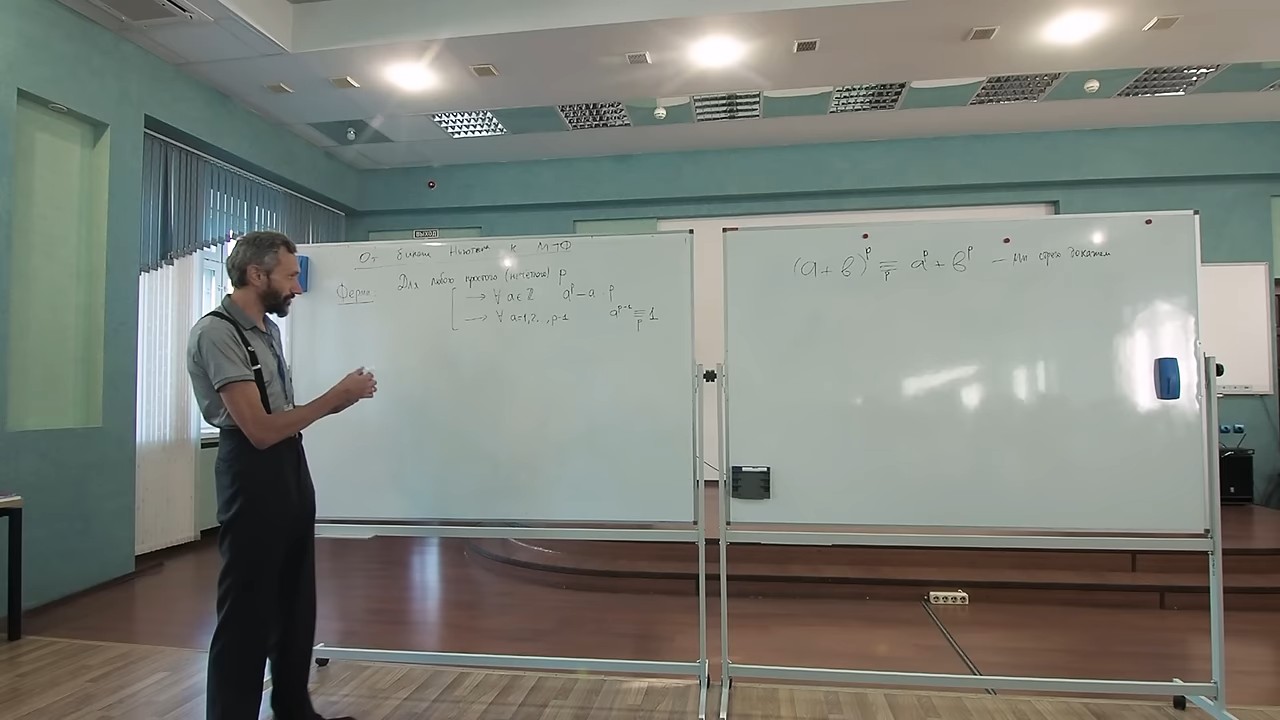 ВЫХОД
От бинома Ньютона к МТФ
Ферма Для любого простого (нечетного) p
→ ∀ a∈ℤ a^p − a ⋮ p
→ ∀ a=1,2,..,p-1 a^{p-1} ≡_p 1
(a+b)^p ≡_p a^p + b^p – мы строго докажем